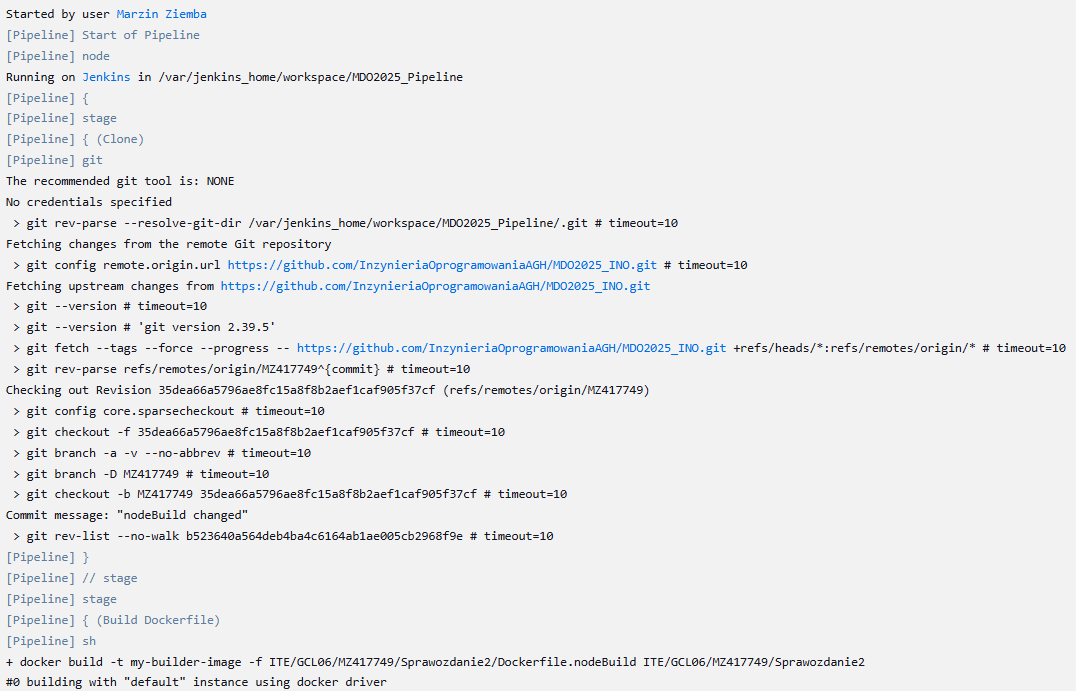 Started by user Marzin Ziemba
[Pipeline] Start of Pipeline
[Pipeline] node
Running on Jenkins in /var/jenkins_home/workspace/MDO2025_Pipeline
[Pipeline] {
[Pipeline] stage
[Pipeline] { (Clone)
[Pipeline] git
The recommended git tool is: NONE
No credentials specified
 > git rev-parse --resolve-git-dir /var/jenkins_home/workspace/MDO2025_Pipeline/.git # timeout=10
Fetching changes from the remote Git repository
 > git config remote.origin.url https://github.com/InzynieriaOprogramowaniaAGH/MDO2025_INO.git # timeout=10
Fetching upstream changes from https://github.com/InzynieriaOprogramowaniaAGH/MDO2025_INO.git
 > git --version # timeout=10
 > git --version # 'git version 2.39.5'
 > git fetch --tags --force --progress -- https://github.com/InzynieriaOprogramowaniaAGH/MDO2025_INO.git +refs/heads/*:refs/remotes/origin/* # timeout=10
 > git rev-parse refs/remotes/origin/MZ417749^{commit} # timeout=10
Checking out Revision 35dea66a5796ae8fc15a8f8b2aef1caf905f37cf (refs/remotes/origin/MZ417749)
 > git config core.sparsecheckout # timeout=10
 > git checkout -f 35dea66a5796ae8fc15a8f8b2aef1caf905f37cf # timeout=10
 > git branch -a -v --no-abbrev # timeout=10
 > git branch -D MZ417749 # timeout=10
 > git checkout -b MZ417749 35dea66a5796ae8fc15a8f8b2aef1caf905f37cf # timeout=10
Commit message: "nodeBuild changed"
 > git rev-list --no-walk b523640a564deb4ba4c6164ab1ae005cb2968f9e # timeout=10
[Pipeline] }
[Pipeline] // stage
[Pipeline] stage
[Pipeline] { (Build Dockerfile)
[Pipeline] sh
+ docker build -t my-builder-image -f ITE/GCL06/MZ417749/Sprawozdanie2/Dockerfile.nodeBuild ITE/GCL06/MZ417749/Sprawozdanie2
#0 building with "default" instance using docker driver